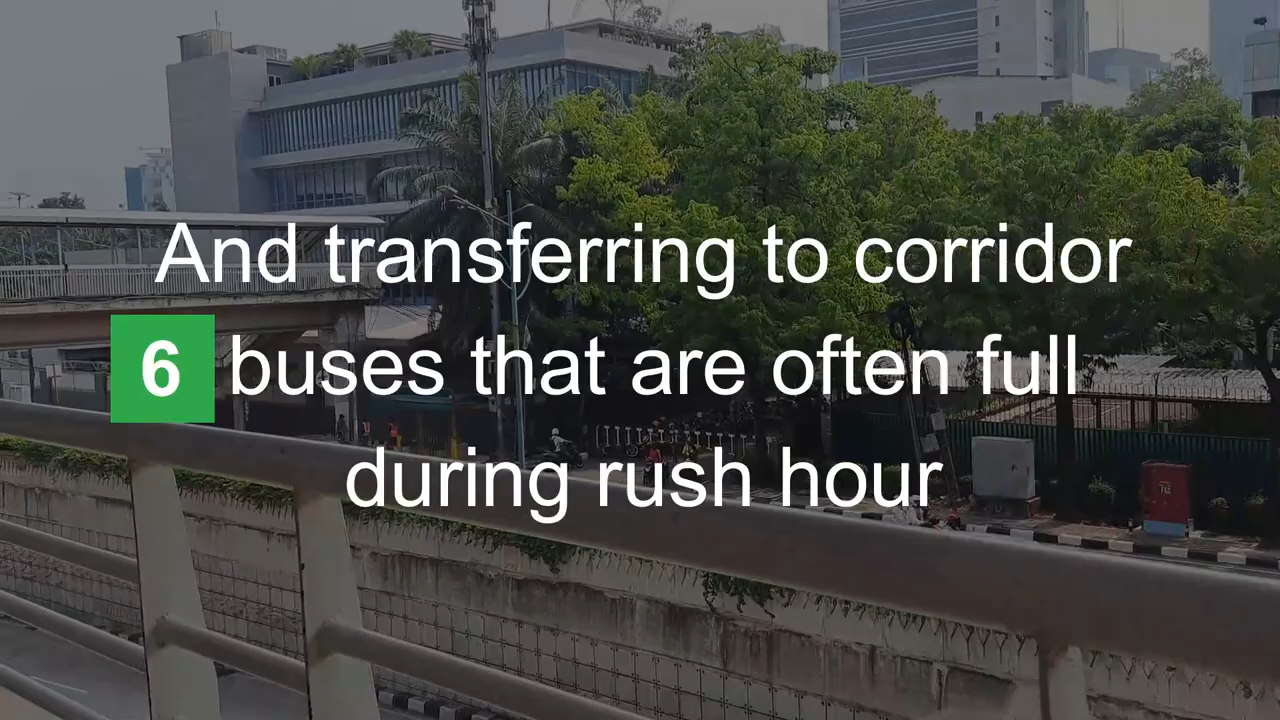 And transferring to corridor
6 buses that are often full
during rush hour